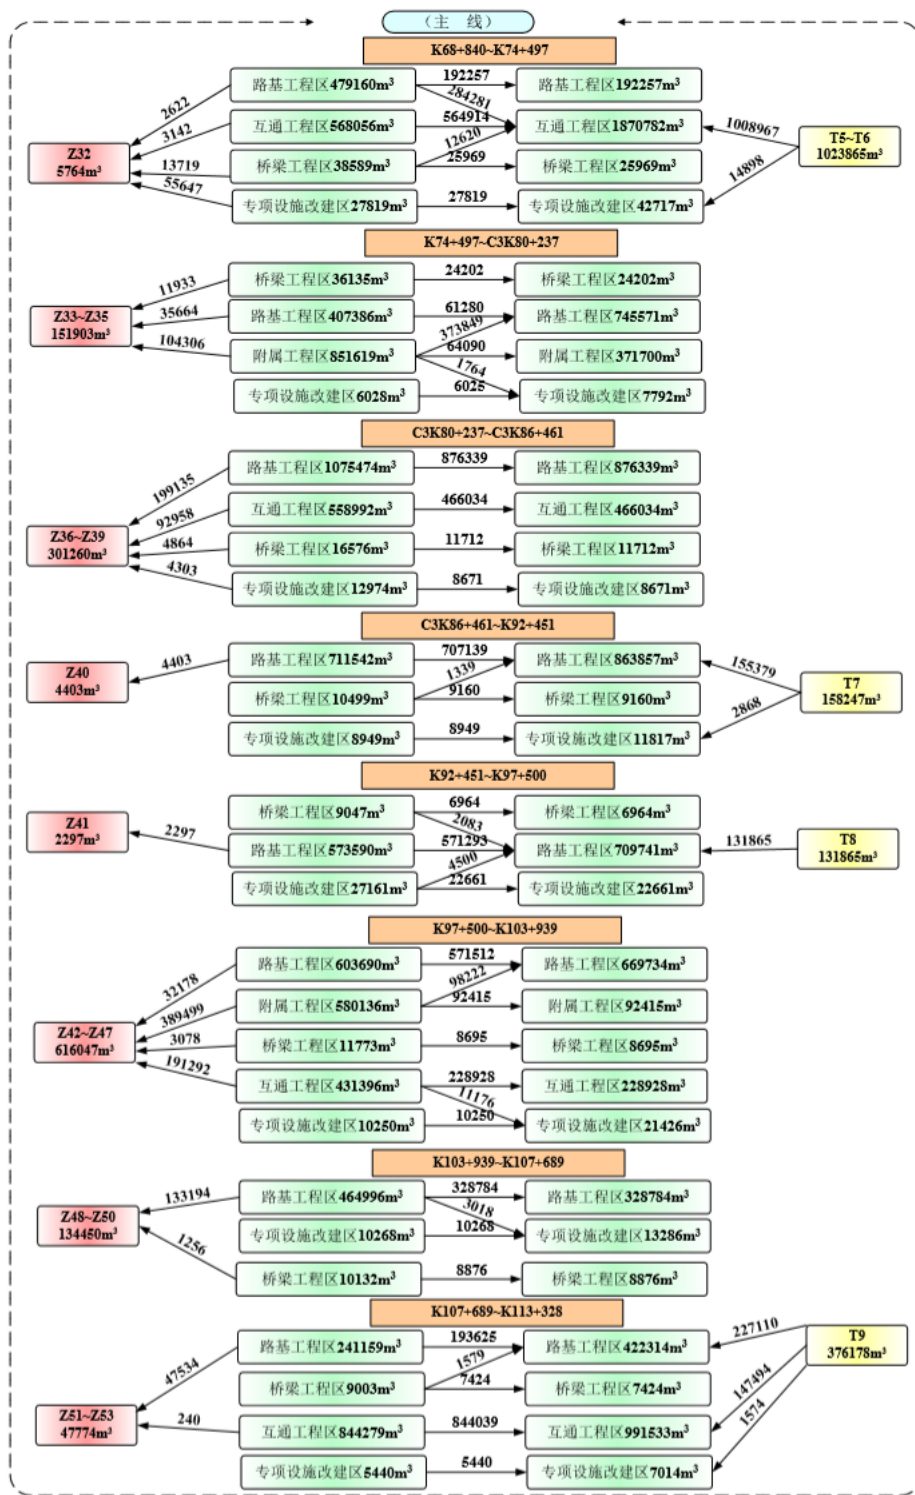 （主 线）
K68+840~K74+497
路基工程区479160m³
192257
路基工程区192257m³
2622
284281
3142
互通工程区568056m³
564914
互通工程区1870782m³
1008967
T5~T6
1023865m³
Z32
5764m³
13719
桥梁工程区38589m³
12620
25969
桥梁工程区25969m³
14898
55647
专项设施改建区27819m³
27819
专项设施改建区42717m³
K74+497~C3K80+237
11933
桥梁工程区36135m³
24202
桥梁工程区24202m³
Z33~Z35
151903m³
35664
路基工程区407386m³
61280
路基工程区745571m³
373849
104306
附属工程区851619m³
64090
附属工程区371700m³
1764
专项设施改建区6028m³
6025
专项设施改建区7792m³
C3K80+237~C3K86+461
199135
路基工程区1075474m³
876339
路基工程区876339m³
92958
互通工程区558992m³
466034
互通工程区466034m³
Z36~Z39
301260m³
4864
桥梁工程区16576m³
11712
桥梁工程区11712m³
4303
专项设施改建区12974m³
8671
专项设施改建区8671m³
C3K86+461~K92+451
4403
路基工程区711542m³
707139
路基工程区863857m³
155379
Z40
4403m³
1339
桥梁工程区10499m³
9160
桥梁工程区9160m³
T7
158247m³
2868
专项设施改建区8949m³
8949
专项设施改建区11817m³
K92+451~K97+500
桥梁工程区9047m³
6964
桥梁工程区6964m³
Z41
2297m³
2297
2083
路基工程区573590m³
571293
路基工程区709741m³
131865
T8
131865m³
4500
专项设施改建区27161m³
22661
专项设施改建区22661m³
K97+500~K103+939
32178
路基工程区603690m³
571512
路基工程区669734m³
98222
389499
附属工程区580136m³
92415
附属工程区92415m³
Z42~Z47
616047m³
3078
桥梁工程区11773m³
8695
桥梁工程区8695m³
191292
互通工程区431396m³
228928
互通工程区228928m³
11176
专项设施改建区10250m³
10250
专项设施改建区21426m³
K103+939~K107+689
133194
路基工程区464996m³
328784
路基工程区328784m³
3018
Z48~Z50
134450m³
专项设施改建区10268m³
10268
专项设施改建区13286m³
1256
桥梁工程区10132m³
8876
桥梁工程区8876m³
K107+689~K113+328
47534
路基工程区241159m³
193625
路基工程区422314m³
227110
T9
376178m³
1579
桥梁工程区9003m³
7424
桥梁工程区7424m³
147494
1574
Z51~Z53
47774m³
240
互通工程区844279m³
844039
互通工程区991533m³
专项设施改建区5440m³
5440
专项设施改建区7014m³